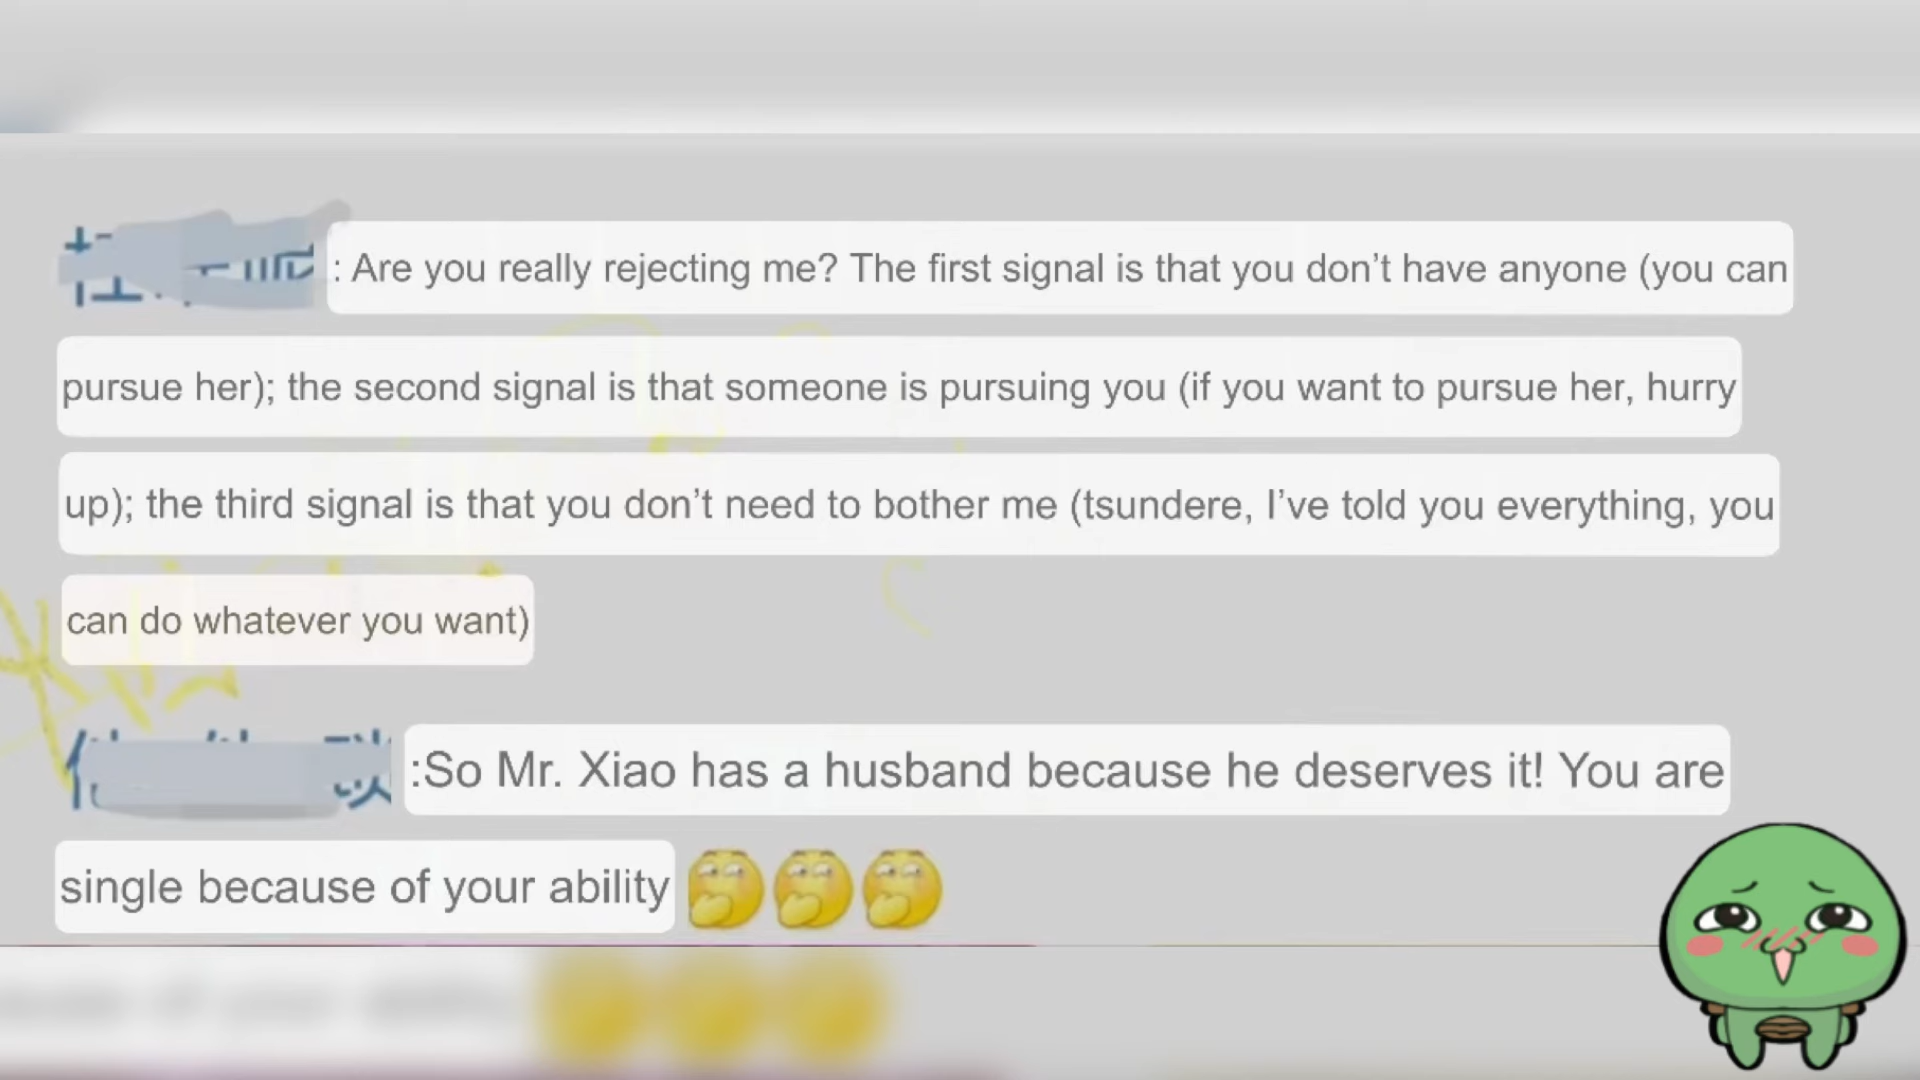 : Are you really rejecting me? The first signal is that you don’t have anyone (you can
pursue her); the second signal is that someone is pursuing you (if you want to pursue her, hurry
up); the third signal is that you don’t need to bother me (tsundere, I’ve told you everything, you
can do whatever you want)
:So Mr. Xiao has a husband because he deserves it! You are
single because of your ability